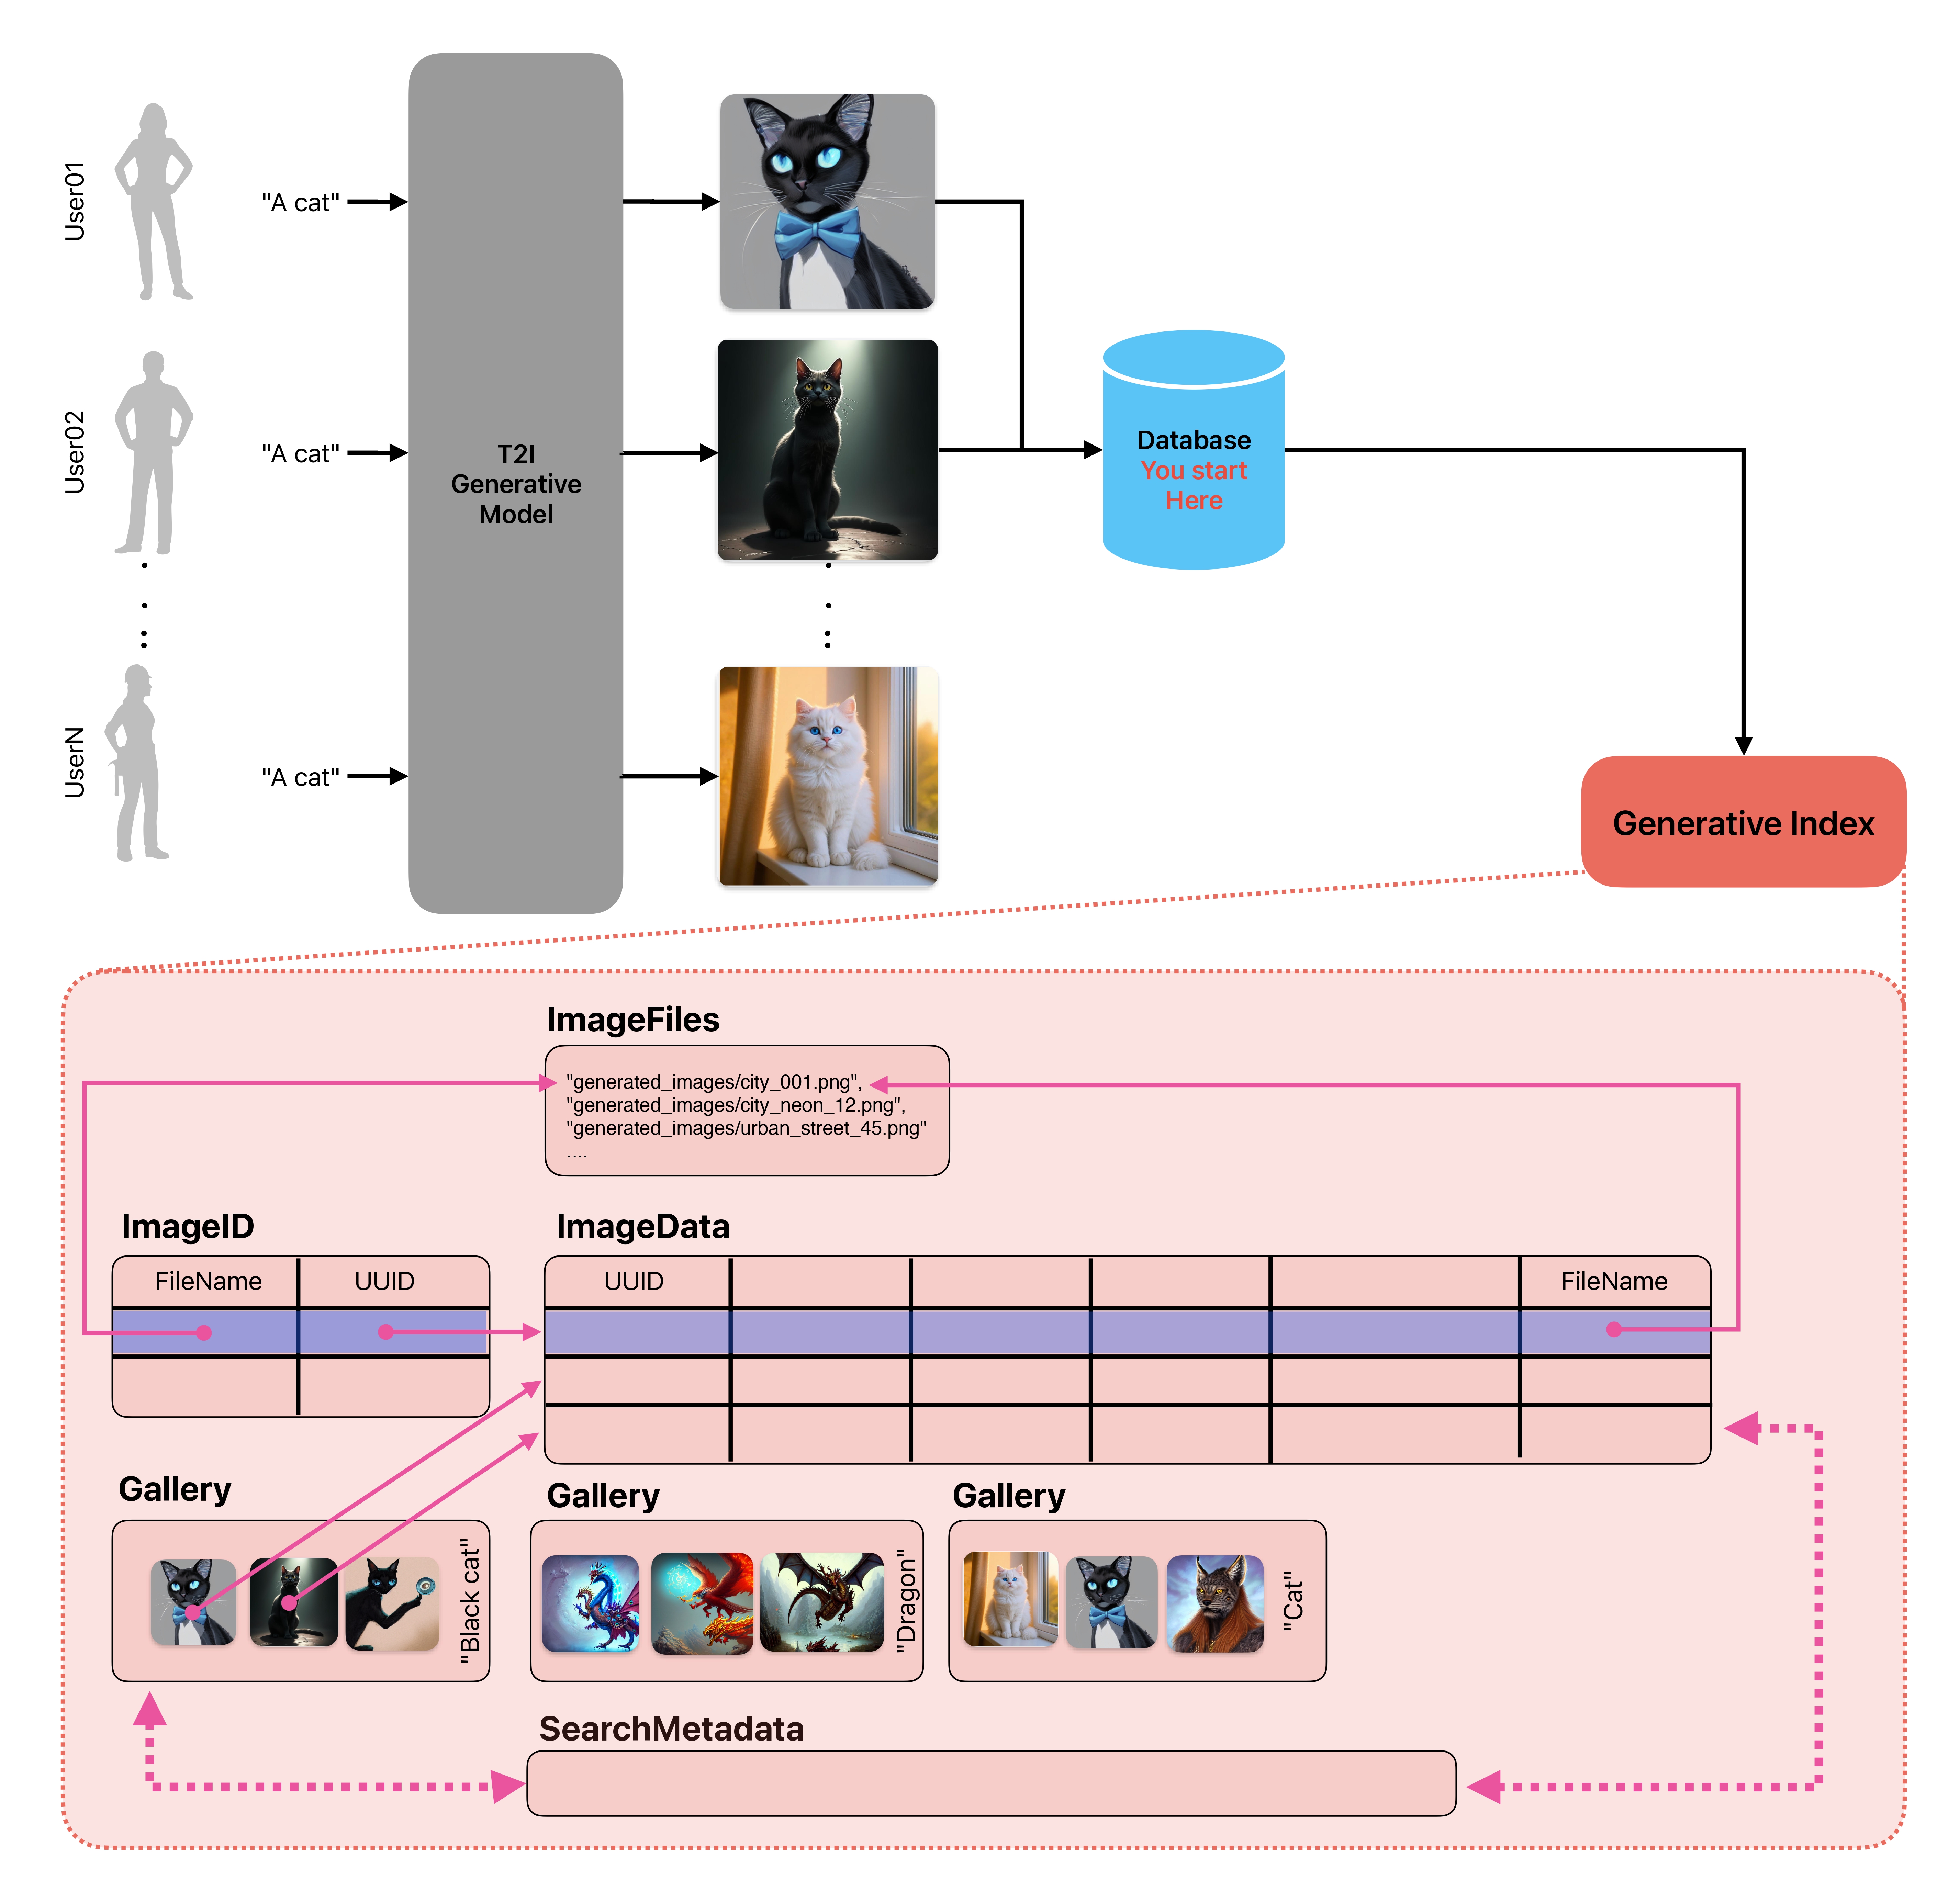 User01
"A cat"
User02
"A cat"
T2I
Generative
Model
Database
You start
Here
UserN
"A cat"
Generative Index
ImageFiles
"generated_images/city_001.png",
"generated_images/city_neon_12.png",
"generated_images/urban_street_45.png"
....
ImageID
ImageData
FileName
UUID
UUID
FileName
Gallery
Gallery
Gallery
"Black cat"
"Dragon"
"Cat"
SearchMetadata